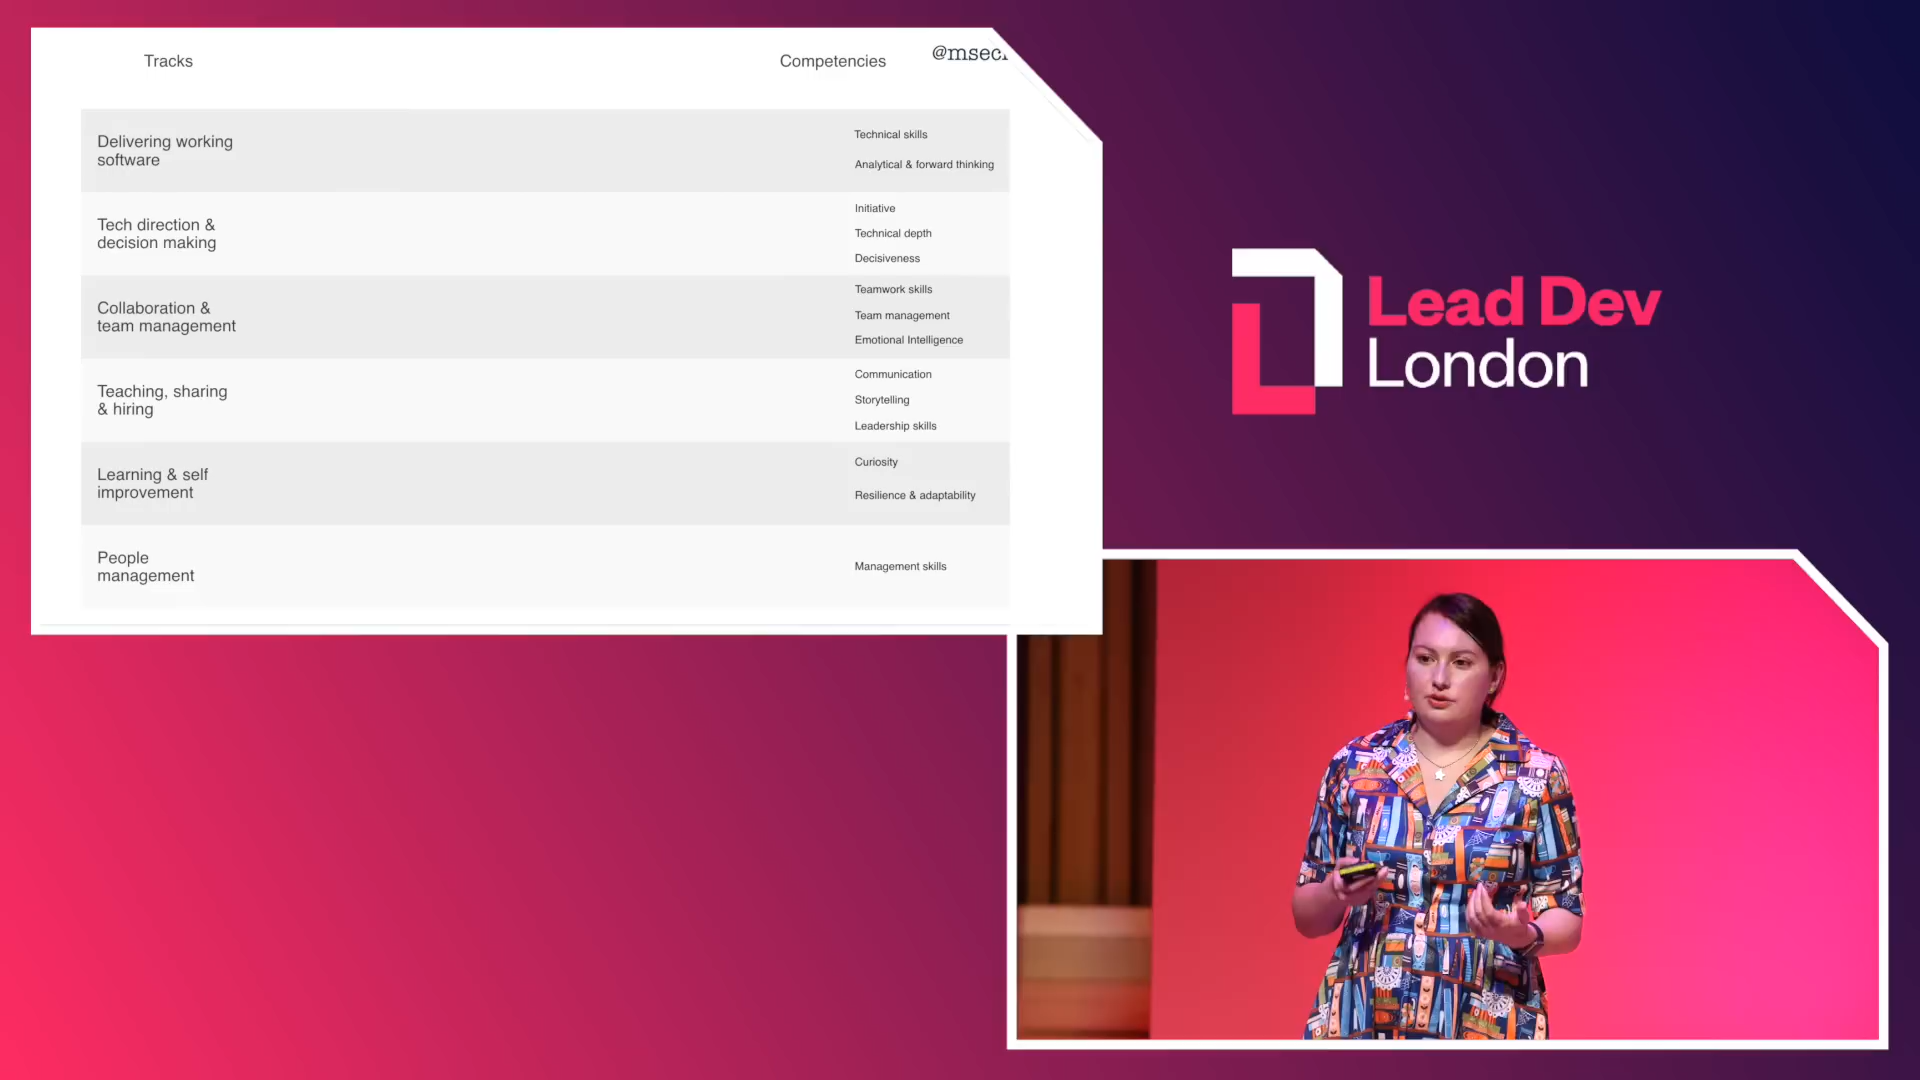 Tracks
Competencies
Delivering working
software
Technical skills
Analytical & forward thinking
Tech direction &
decision making
Initiative
Technical depth
Decisiveness
Collaboration &
team management
Teamwork skills
Team management
Emotional Intelligence
Teaching, sharing
& hiring
Communication
Storytelling
Leadership skills
Learning & self
improvement
Curiosity
Resilience & adaptability
People
management
Management skills
Lead Dev
London